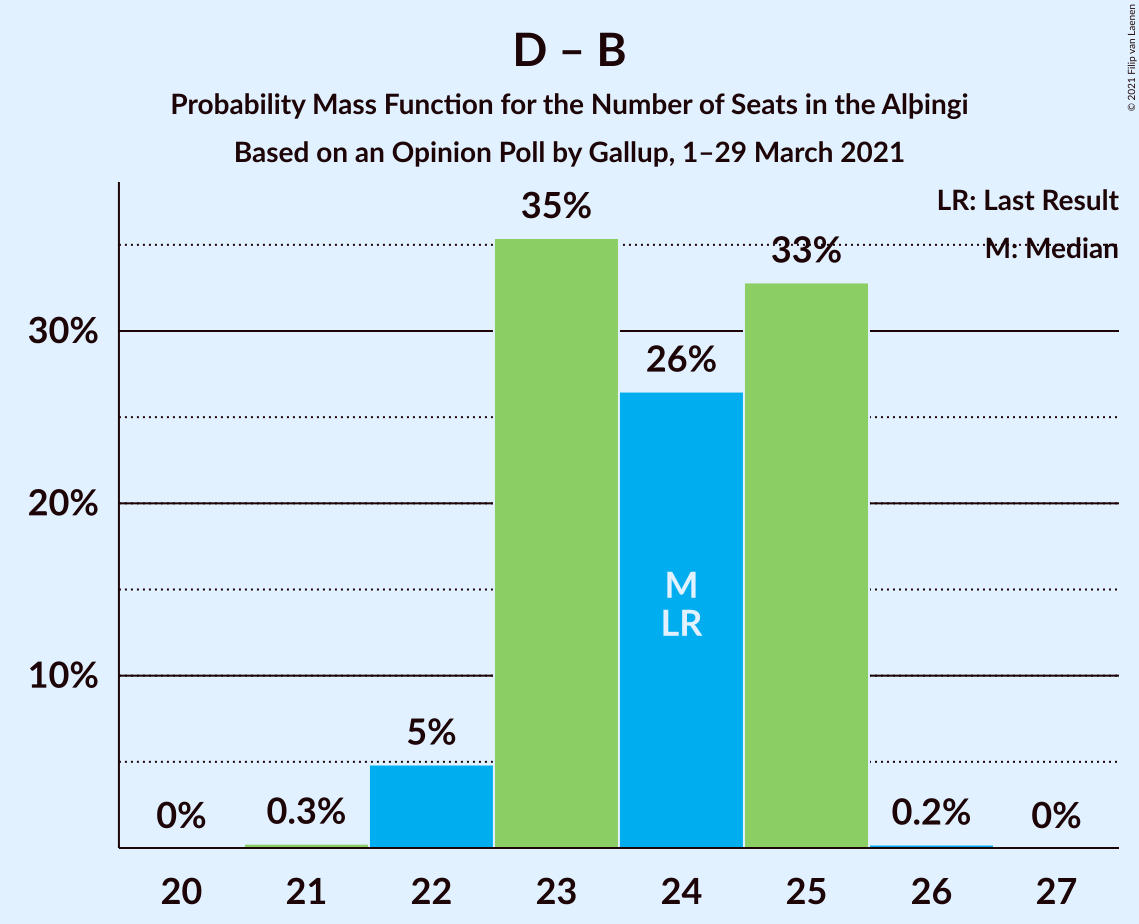 D – B
Probability Mass Function for the Number of Seats in the Alþingi
Based on an Opinion Poll by Gallup, 1–29 March 2021
© 2021 Filip van Laenen
LR: Last Result
M: Median
35%
33%
30%
26%
20%
M
LR
10%
5%
0%
0.3%
0.2%
0%
20 21 22 23 24 25 26 27